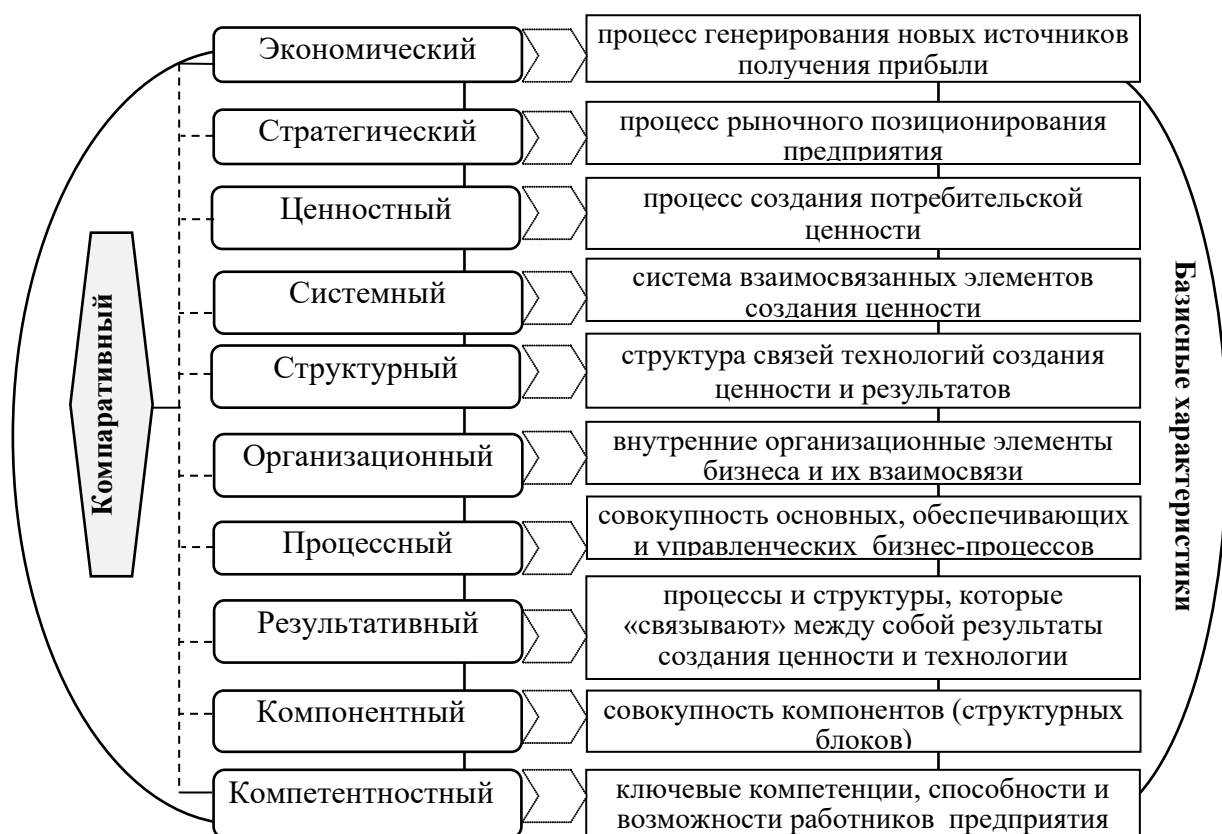 Экономический
процесс генерирования новых источников
получения прибыли
Стратегический
процесс рыночного позиционирования
предприятия
Ценностный
процесс создания потребительской
ценности
Системный
система взаимосвязанных элементов
создания ценности
Структурный
структура связей технологий создания
ценности и результатов
Организационный
внутренние организационные элементы
бизнеса и их взаимосвязи
Процессный
совокупность основных, обеспечивающих
и управленческих бизнес-процессов
Результативный
процессы и структуры, которые
«связывают» между собой результаты
создания ценности и технологии
Компонентный
совокупность компонентов (структурных
блоков)
Компетентностный
ключевые компетенции, способности и
возможности работников предприятия
Компаративный
Базисные характеристики